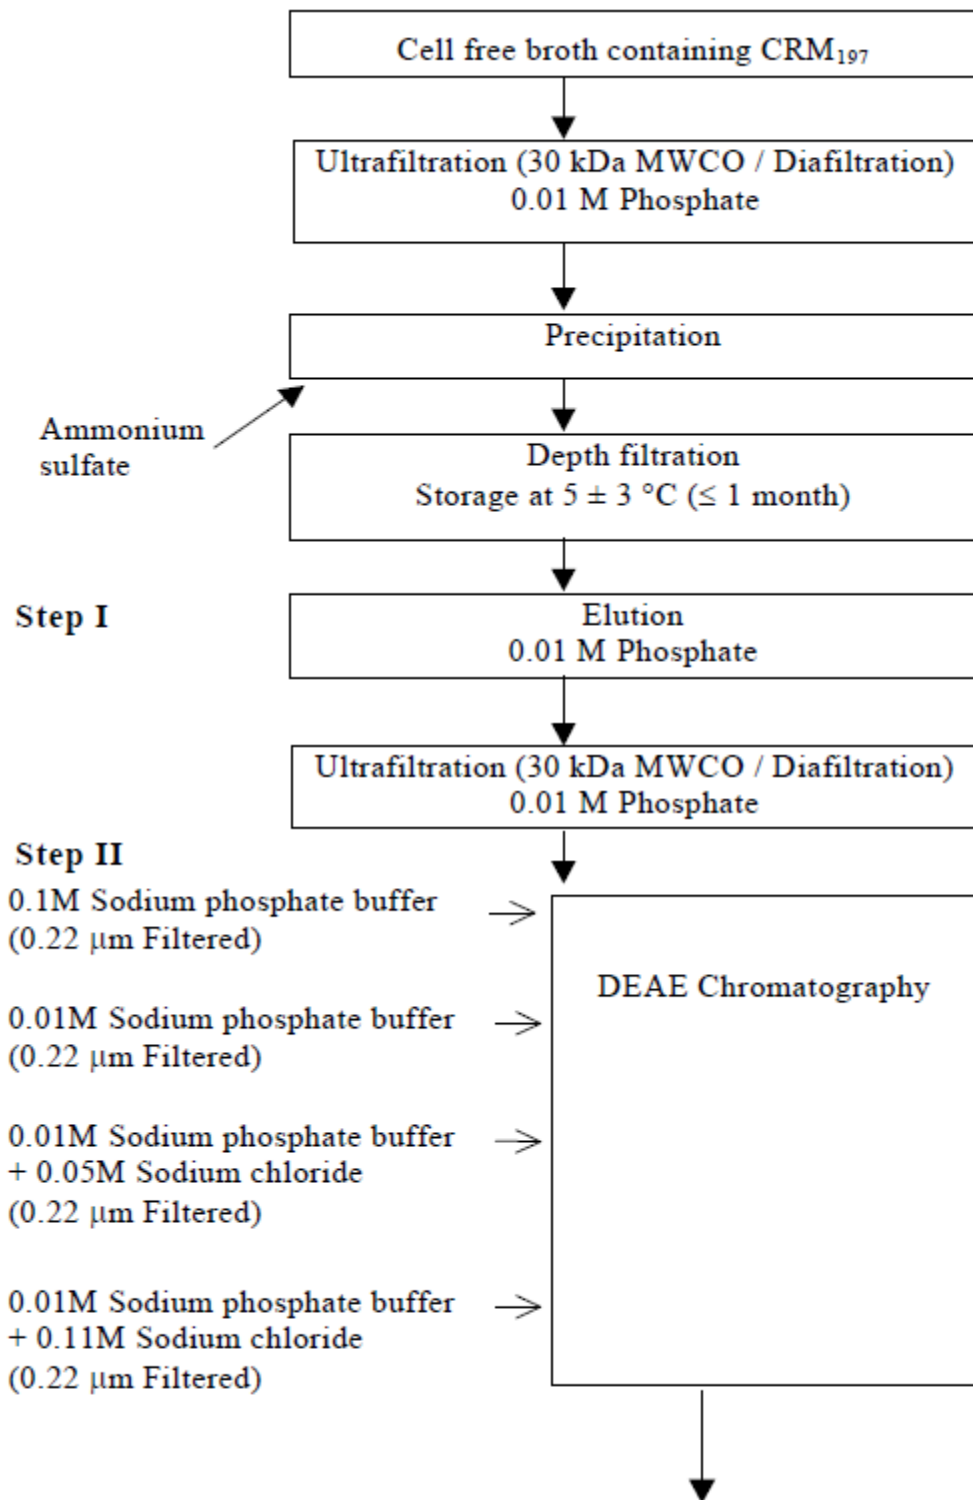 Cell free broth containing CRM₁₉₇
Ultrafiltration (30 kDa MWCO / Diafiltration)
0.01 M Phosphate
Precipitation
Ammonium
sulfate
Depth filtration
Storage at 5 ± 3 °C (≤ 1 month)
Step I
Elution
0.01 M Phosphate
Ultrafiltration (30 kDa MWCO / Diafiltration)
0.01 M Phosphate
Step II
0.1M Sodium phosphate buffer
(0.22 μm Filtered)
DEAE Chromatography
0.01M Sodium phosphate buffer
(0.22 μm Filtered)
0.01M Sodium phosphate buffer
+ 0.05M Sodium chloride
(0.22 μm Filtered)
0.01M Sodium phosphate buffer
+ 0.11M Sodium chloride
(0.22 μm Filtered)